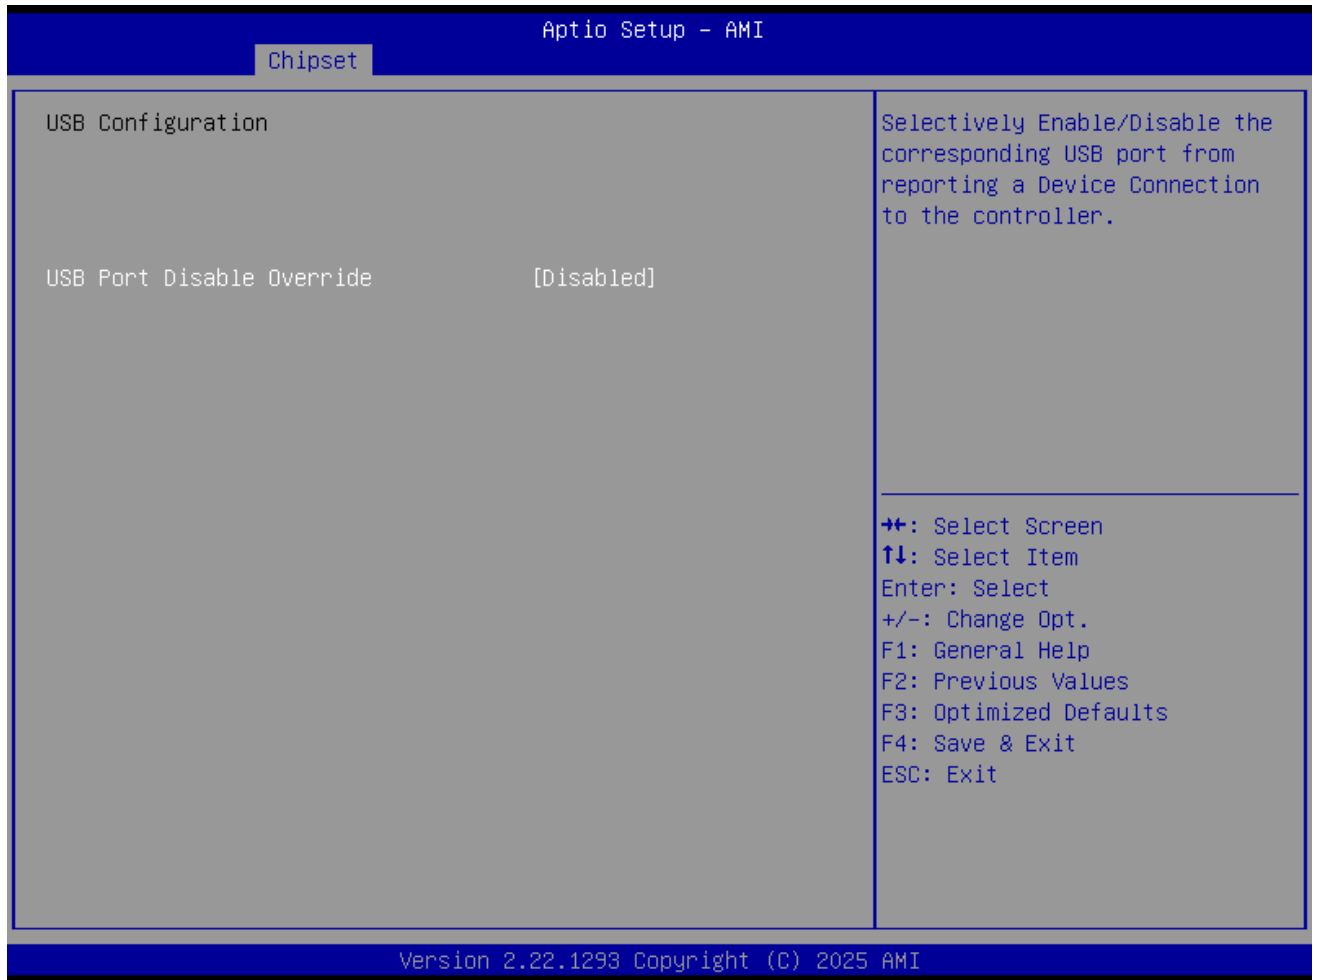 Aptio Setup – AMI
Chipset
USB Configuration
USB Port Disable Override [Disabled]
Selectively Enable/Disable the
corresponding USB port from
reporting a Device Connection
to the controller.
→←: Select Screen
↑↓: Select Item
Enter: Select
+/-: Change Opt.
F1: General Help
F2: Previous Values
F3: Optimized Defaults
F4: Save & Exit
ESC: Exit
Version 2.22.1293 Copyright (C) 2025 AMI